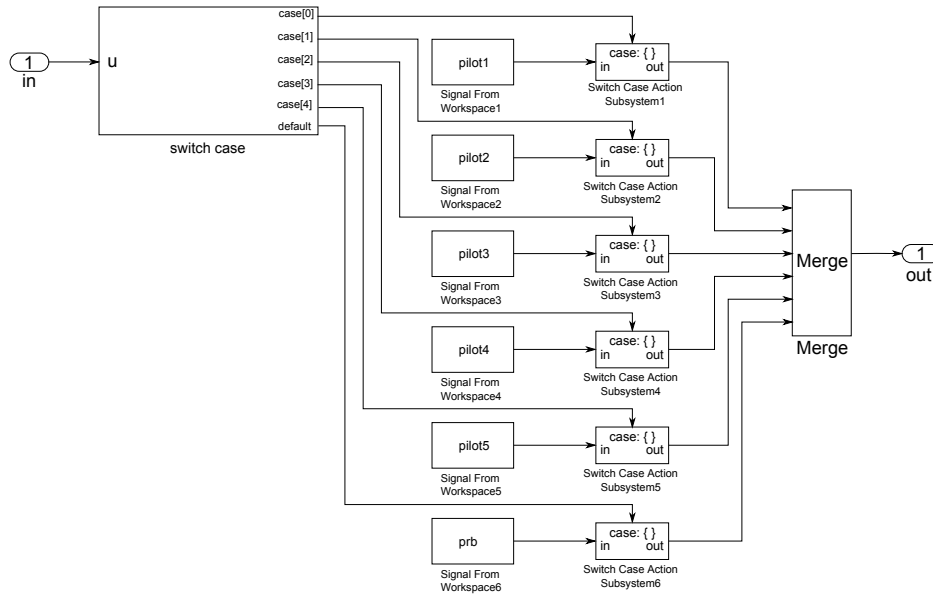 case[0]
case[1]
case[2]
case[3]
case[4]
default
1
in
u
switch case
pilot1
Signal From
Workspace1
case: { }
in out
Switch Case Action
Subsystem1
pilot2
Signal From
Workspace2
case: { }
in out
Switch Case Action
Subsystem2
pilot3
Signal From
Workspace3
case: { }
in out
Switch Case Action
Subsystem3
pilot4
Signal From
Workspace4
case: { }
in out
Switch Case Action
Subsystem4
pilot5
Signal From
Workspace5
case: { }
in out
Switch Case Action
Subsystem5
prb
Signal From
Workspace6
case: { }
in out
Switch Case Action
Subsystem6
Merge
Merge
1
out